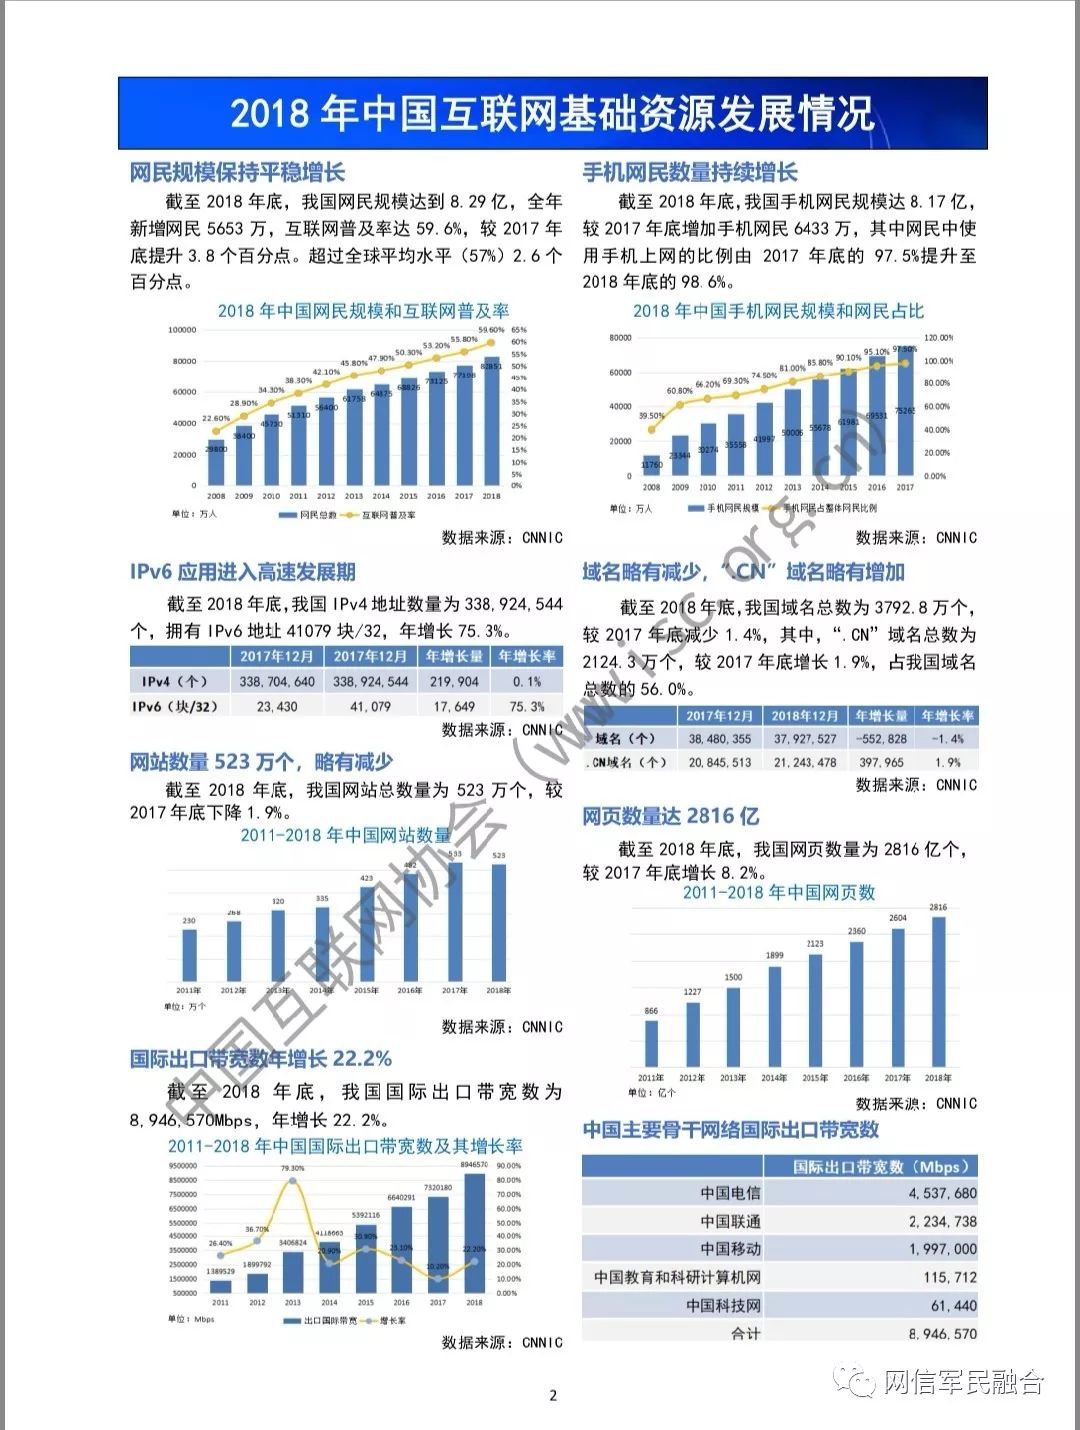 2018 年中国互联网基础资源发展情况
网民规模保持平稳增长
截至 2018 年底，我国网民规模达到 8.29 亿，全年
新增网民 5653 万，互联网普及率达 59.6%，较 2017 年
底提升 3.8 个百分点。超过全球平均水平（57%）2.6 个
百分点。
2018 年中国网民规模和互联网普及率
100000
80000
60000
40000
20000
0
65%
60%
55%
50%
45%
40%
35%
30%
25%
20%
15%
10%
5%
0%
22.60% 28.90% 34.30% 38.30% 42.10% 45.80% 47.90% 50.30% 53.20% 55.80% 59.60%
29800 38400 45730 51310 56400 61758 64875 68826 73125 77198 82851
2008 2009 2010 2011 2012 2013 2014 2015 2016 2017 2018
单位：万人 网民总数 互联网普及率
数据来源：CNNIC
IPv6 应用进入高速发展期
截至 2018 年底，我国 IPv4 地址数量为 338,924,544
个，拥有 IPv6 地址 41079 块/32，年增长 75.3%。
2017年12月 2017年12月 年增长量 年增长率
IPv4（个） 338,704,640 338,924,544 219,904 0.1%
IPv6（块/32） 23,430 41,079 17,649 75.3%
数据来源：CNNIC
网站数量 523 万个，略有减少
截至 2018 年底，我国网站总数量为 523 万个，较
2017 年底下降 1.9%。
2011-2018 年中国网站数量
230 268 320 335 423 482 533 523
2011年 2012年 2013年 2014年 2015年 2016年 2017年 2018年
单位：万个
数据来源：CNNIC
国际出口带宽数年增长 22.2%
截至 2018 年底，我国国际出口带宽数为
8,946,570Mbps，年增长 22.2%。
2011-2018 年中国国际出口带宽数及其增长率
9500000
8500000
7500000
6500000
5500000
4500000
3500000
2500000
1500000
500000
90.00%
80.00%
70.00%
60.00%
50.00%
40.00%
30.00%
20.00%
10.00%
0.00%
26.40% 36.70% 79.30% 20.90% 30.90% 23.10% 10.20% 22.20%
1389529 1899792 3406824 4118663 5392116 6640291 7320180 8946570
2011 2012 2013 2014 2015 2016 2017 2018
单位：Mbps 出口国际带宽 增长率
数据来源：CNNIC
手机网民数量持续增长
截至 2018 年底，我国手机网民规模达 8.17 亿，
较 2017 年底增加手机网民 6433 万，其中网民中使
用手机上网的比例由 2017 年底的 97.5%提升至
2018 年底的 98.6%。
2018 年中国手机网民规模和网民占比
80000
60000
40000
20000
0
120.00%
100.00%
80.00%
60.00%
40.00%
20.00%
0.00%
39.50% 60.80% 66.20% 69.30% 74.50% 81.00% 85.80% 90.10% 95.10% 97.50%
11760 23344 30274 35558 41997 50006 55678 61981 69531 75265
2008 2009 2010 2011 2012 2013 2014 2015 2016 2017
单位：万人 手机网民规模 手机网民占整体网民比例
数据来源：CNNIC
域名略有减少，“.CN”域名略有增加
截至 2018 年底，我国域名总数为 3792.8 万个，
较 2017 年底减少 1.4%，其中，“.CN”域名总数为
2124.3 万个，较 2017 年底增长 1.9%，占我国域名
总数的 56.0%。
2017年12月 2018年12月 年增长量 年增长率
域名（个） 38,480,355 37,927,527 -552,828 -1.4%
.CN域名（个） 20,845,513 21,243,478 397,965 1.9%
数据来源：CNNIC
网页数量达 2816 亿
截至 2018 年底，我国网页数量为 2816 亿个，
较 2017 年底增长 8.2%。
2011-2018 年中国网页数
866 1227 1500 1899 2123 2360 2604 2816
2011年 2012年 2013年 2014年 2015年 2016年 2017年 2018年
单位：亿个
数据来源：CNNIC
中国主要骨干网络国际出口带宽数
国际出口带宽数（Mbps）
中国电信 4,537,680
中国联通 2,234,738
中国移动 1,997,000
中国教育和科研计算机网 115,712
中国科技网 61,440
合计 8,946,570
中国互联网协会（www.isc.org.cn）
2
网信军民融合